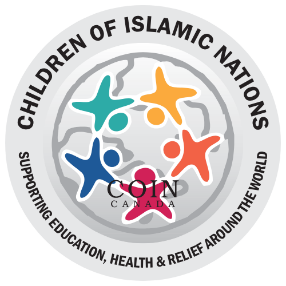 CHILDREN OF ISLAMIC NATIONS
COIN
CANADA
SUPPORTING EDUCATION, HEALTH & RELIEF AROUND THE WORLD